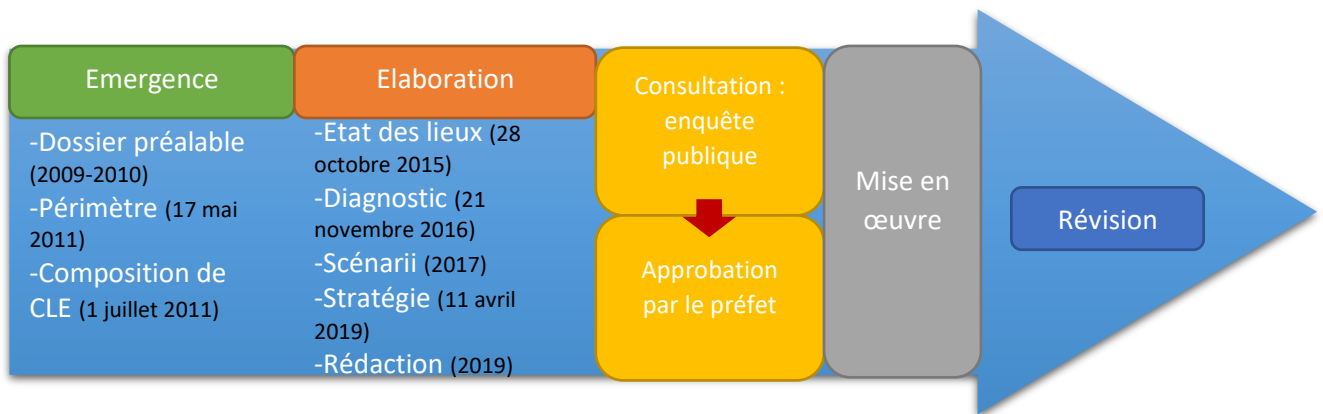 Emergence
-Dossier préalable
(2009-2010)
-Périmètre (17 mai
2011)
-Composition de
CLE (1 juillet 2011)
Elaboration
-Etat des lieux (28
octobre 2015)
-Diagnostic (21
novembre 2016)
-Scénarii (2017)
-Stratégie (11 avril
2019)
-Rédaction (2019)
Consultation :
enquête
publique
Approbation
par le préfet
Mise en
œuvre
Révision